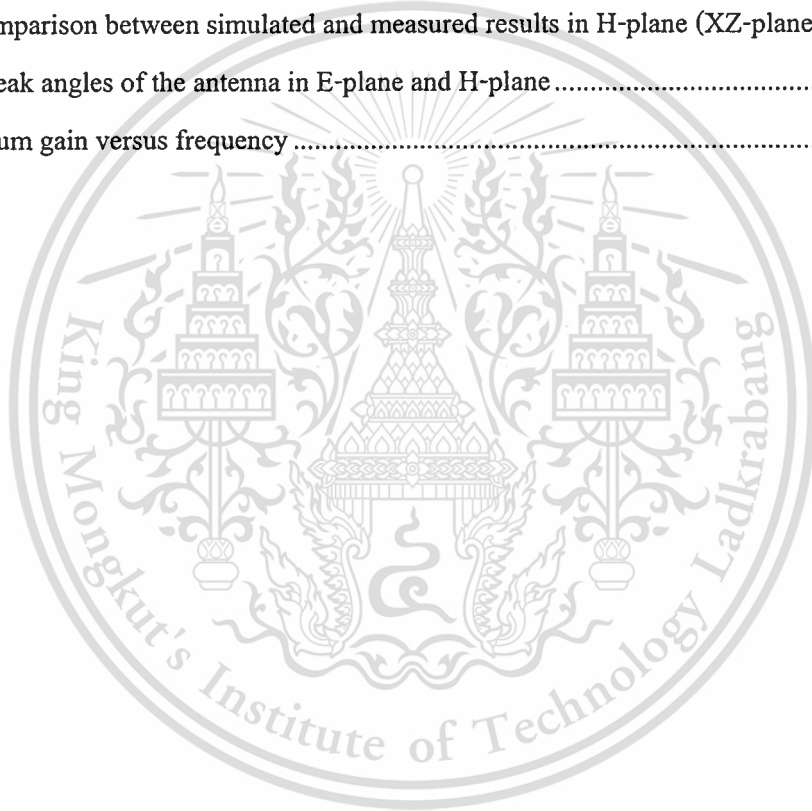 mparison between simulated and measured results in H-plane (XZ-plane
eak angles of the antenna in E-plane and H-plane....................................
um gain versus frequency..........................................................................
King Mongkut's Institute of Technology Ladkrabang